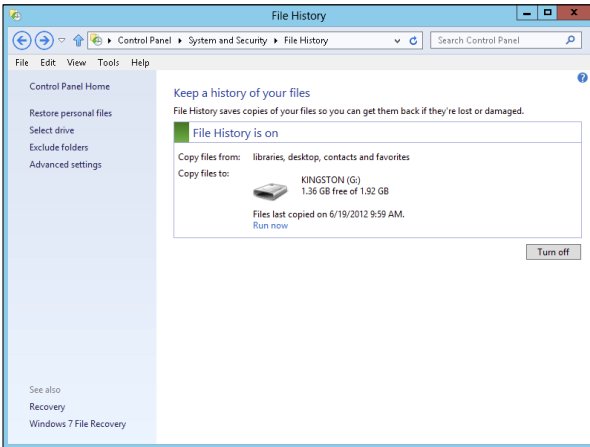 File History
Control Panel ▸ System and Security ▸ File History
Search Control Panel
File Edit View Tools Help
Control Panel Home
Restore personal files
Select drive
Exclude folders
Advanced settings
Keep a history of your files
File History saves copies of your files so you can get them back if they're lost or damaged.
File History is on
Copy files from: libraries, desktop, contacts and favorites
Copy files to:
KINGSTON (G:)
1.36 GB free of 1.92 GB
Files last copied on 6/19/2012 9:59 AM.
Run now
Turn off
See also
Recovery
Windows 7 File Recovery